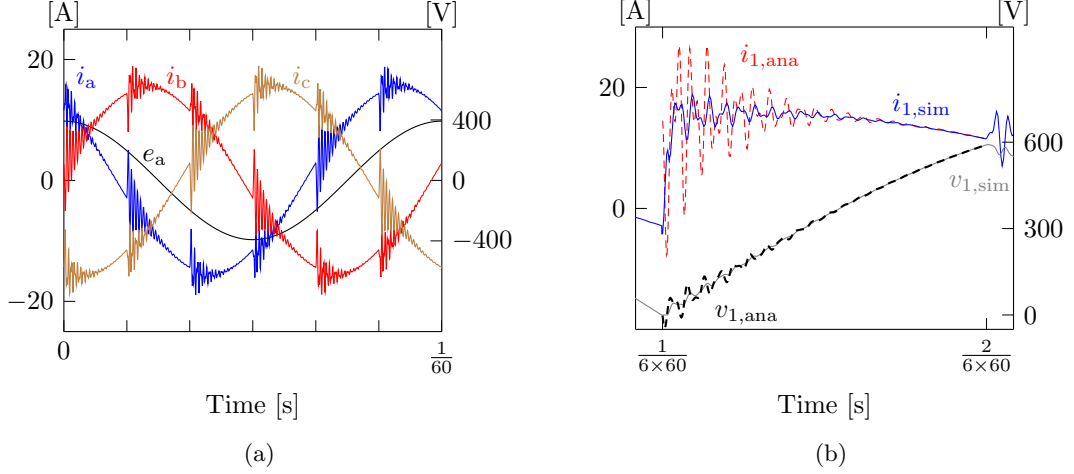 [A] [V]
20 400
0 0
−20 −400
i_a i_b i_c
e_a
0 1/60
Time [s]
(a)
[A] [V]
20 600
0 300
0
i_1,ana
i_1,sim
v_1,sim
v_1,ana
1/(6×60) 2/(6×60)
Time [s]
(b)